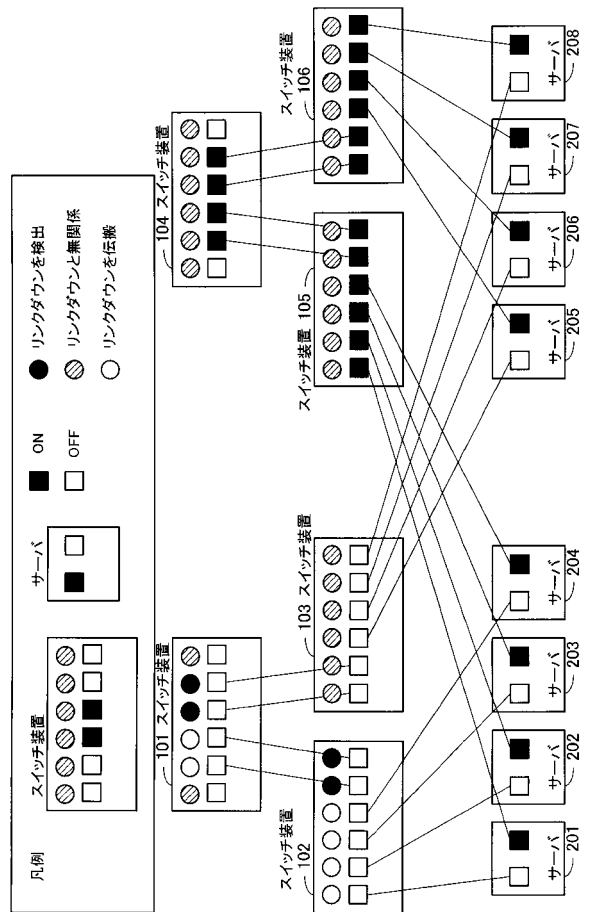 凡例
スイッチ装置
サーバ
ON
OFF
リンクダウンを検出
リンクダウンと無関係
リンクダウンを伝搬
101 スイッチ装置
104 スイッチ装置
スイッチ装置
102
103 スイッチ装置
スイッチ装置 105
スイッチ装置
106
サーバ
201
サーバ
202
サーバ
203
サーバ
204
サーバ
205
サーバ
206
サーバ
207
サーバ
208